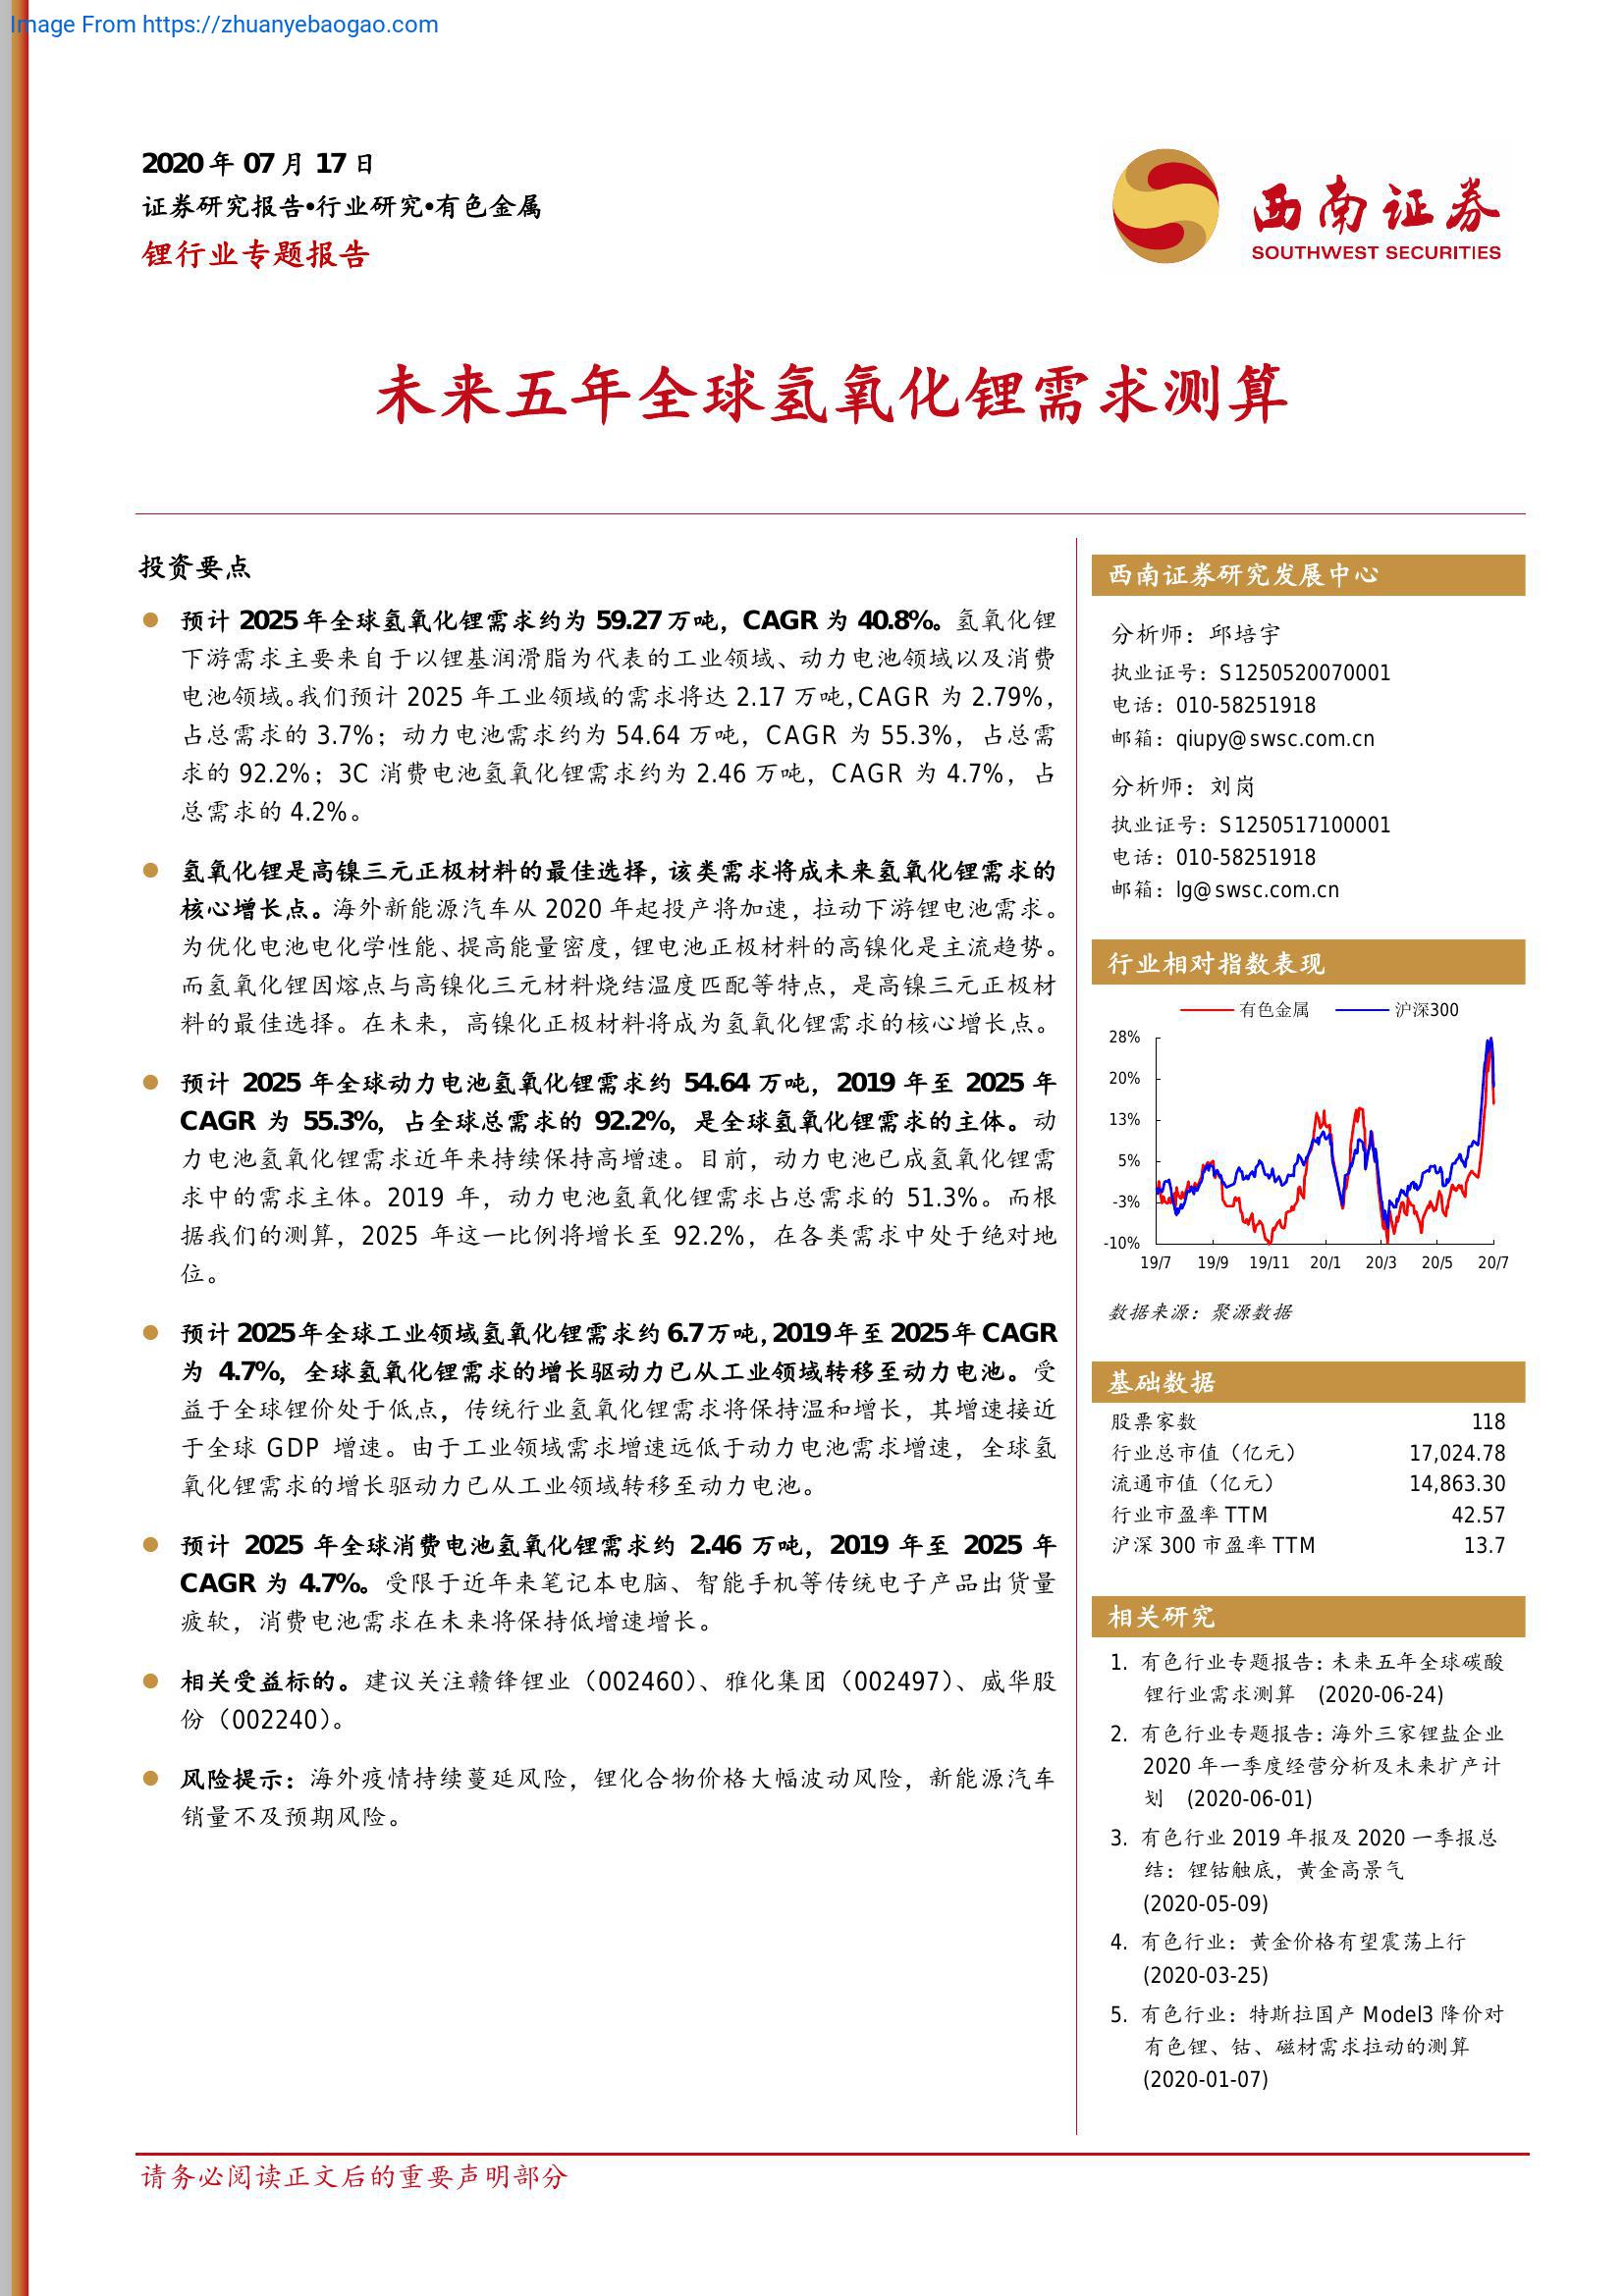 Image From https://zhuanyebaogao.com
2020 年 07 月 17 日
证券研究报告•行业研究•有色金属
锂行业专题报告
西南证券
SOUTHWEST SECURITIES
未来五年全球氢氧化锂需求测算
投资要点
预计 2025 年全球氢氧化锂需求约为 59.27 万吨，CAGR 为 40.8%。氢氧化锂
下游需求主要来自于以锂基润滑脂为代表的工业领域、动力电池领域以及消费
电池领域。我们预计 2025 年工业领域的需求将达 2.17 万吨，CAGR 为 2.79%，
占总需求的 3.7%；动力电池需求约为 54.64 万吨，CAGR 为 55.3%，占总需
求的 92.2%；3C 消费电池氢氧化锂需求约为 2.46 万吨，CAGR 为 4.7%，占
总需求的 4.2%。
氢氧化锂是高镍三元正极材料的最佳选择，该类需求将成未来氢氧化锂需求的
核心增长点。海外新能源汽车从 2020 年起投产将加速，拉动下游锂电池需求。
为优化电池电化学性能、提高能量密度，锂电池正极材料的高镍化是主流趋势。
而氢氧化锂因熔点与高镍化三元材料烧结温度匹配等特点，是高镍三元正极材
料的最佳选择。在未来，高镍化正极材料将成为氢氧化锂需求的核心增长点。
预计 2025 年全球动力电池氢氧化锂需求约 54.64 万吨，2019 年至 2025 年
CAGR 为 55.3%，占全球总需求的 92.2%，是全球氢氧化锂需求的主体。动
力电池氢氧化锂需求近年来持续保持高增速。目前，动力电池已成氢氧化锂需
求中的需求主体。2019 年，动力电池氢氧化锂需求占总需求的 51.3%。而根
据我们的测算，2025 年这一比例将增长至 92.2%，在各类需求中处于绝对地
位。
预计 2025 年全球工业领域氢氧化锂需求约 6.7 万吨，2019 年至 2025 年 CAGR
为 4.7%，全球氢氧化锂需求的增长驱动力已从工业领域转移至动力电池。受
益于全球锂价处于低点，传统行业氢氧化锂需求将保持温和增长，其增速接近
于全球 GDP 增速。由于工业领域需求增速远低于动力电池需求增速，全球氢
氧化锂需求的增长驱动力已从工业领域转移至动力电池。
预计 2025 年全球消费电池氢氧化锂需求约 2.46 万吨，2019 年至 2025 年
CAGR 为 4.7%。受限于近年来笔记本电脑、智能手机等传统电子产品出货量
疲软，消费电池需求在未来将保持低增速增长。
相关受益标的。建议关注赣锋锂业（002460）、雅化集团（002497）、威华股
份（002240）。
风险提示：海外疫情持续蔓延风险，锂化合物价格大幅波动风险，新能源汽车
销量不及预期风险。
西南证券研究发展中心
分析师：邱培宇
执业证号：S1250520070001
电话：010-58251918
邮箱：qiupy@swsc.com.cn
分析师：刘岗
执业证号：S1250517100001
电话：010-58251918
邮箱：lg@swsc.com.cn
行业相对指数表现
有色金属 沪深300
28%
20%
13%
5%
-3%
-10%
19/7 19/9 19/11 20/1 20/3 20/5 20/7
数据来源：聚源数据
基础数据
股票家数 118
行业总市值（亿元） 17,024.78
流通市值（亿元） 14,863.30
行业市盈率 TTM 42.57
沪深 300 市盈率 TTM 13.7
相关研究
1. 有色行业专题报告：未来五年全球碳酸
锂行业需求测算 (2020-06-24)
2. 有色行业专题报告：海外三家锂盐企业
2020 年一季度经营分析及未来扩产计
划 (2020-06-01)
3. 有色行业 2019 年报及 2020 一季报总
结：锂钴触底，黄金高景气
(2020-05-09)
4. 有色行业：黄金价格有望震荡上行
(2020-03-25)
5. 有色行业：特斯拉国产 Model3 降价对
有色锂、钴、磁材需求拉动的测算
(2020-01-07)
请务必阅读正文后的重要声明部分